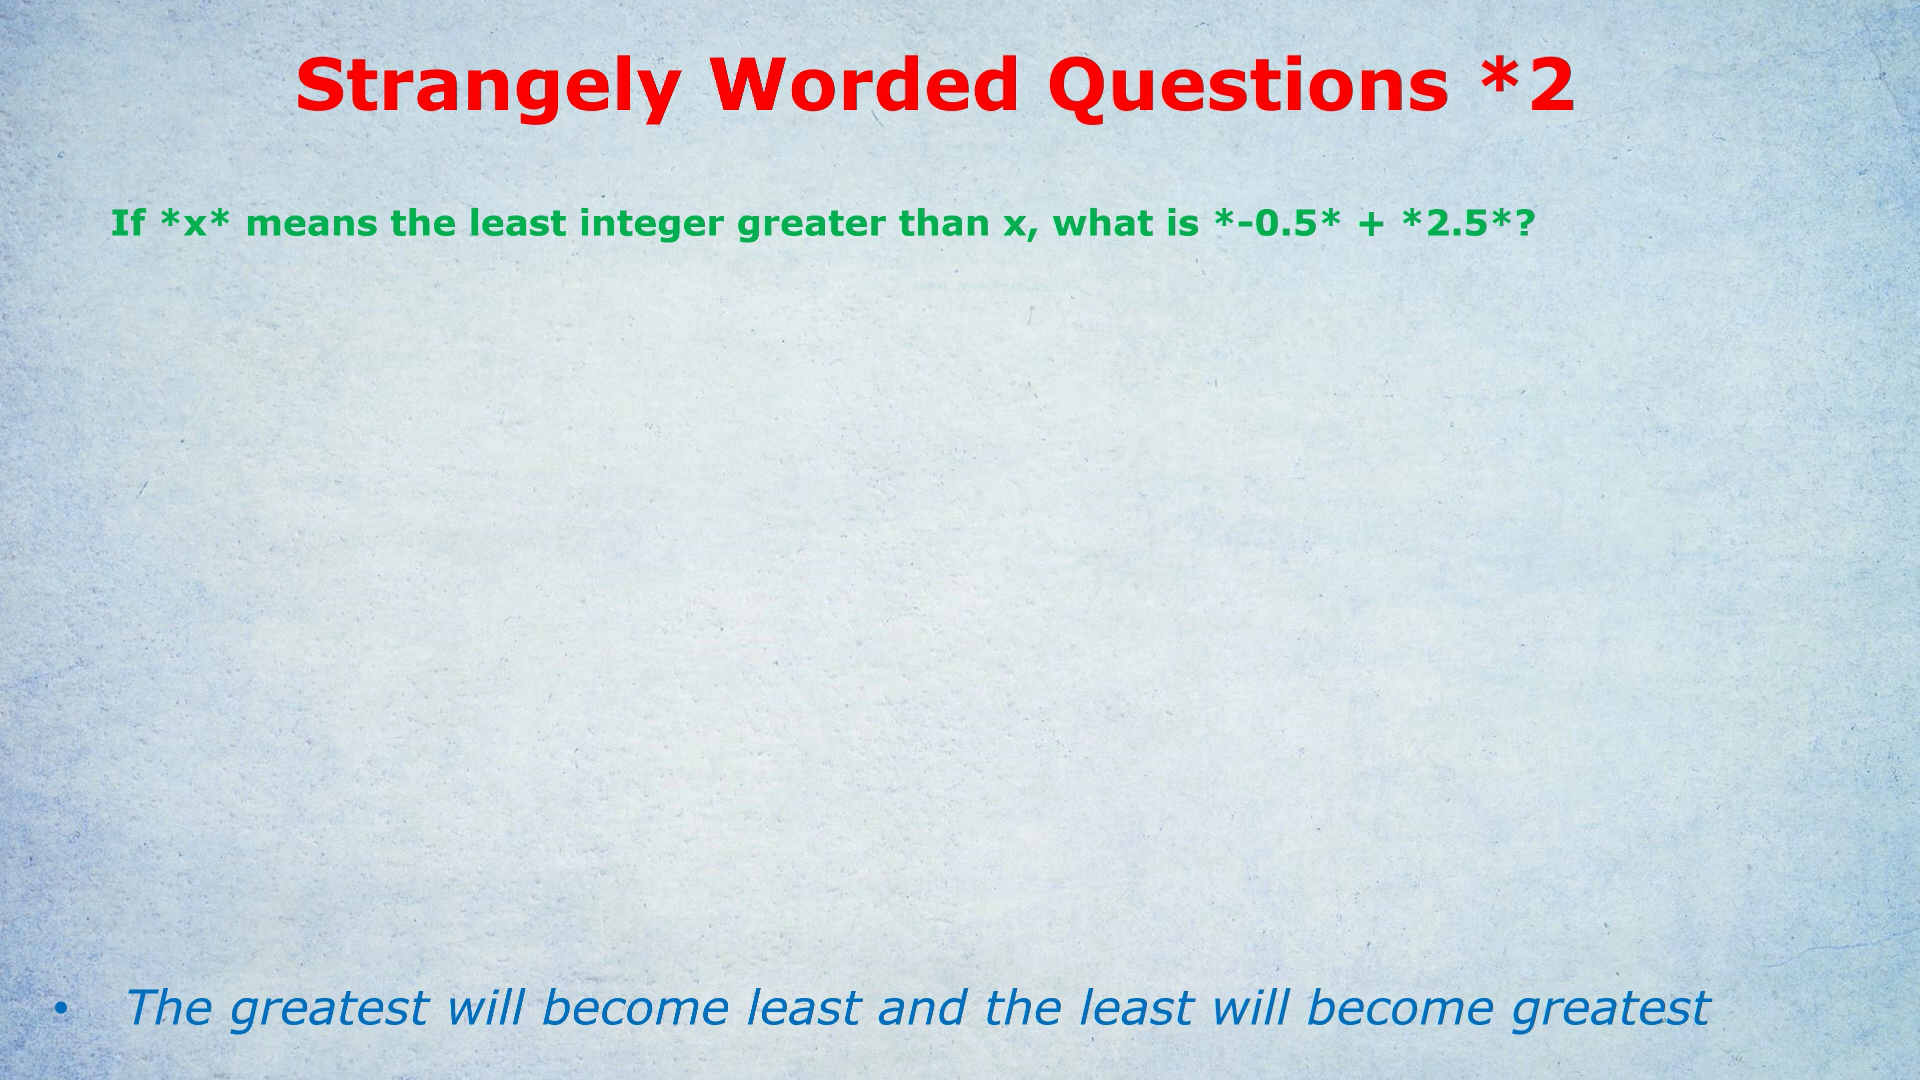 Strangely Worded Questions *2
If *x* means the least integer greater than x, what is *-0.5* + *2.5*?
• The greatest will become least and the least will become greatest